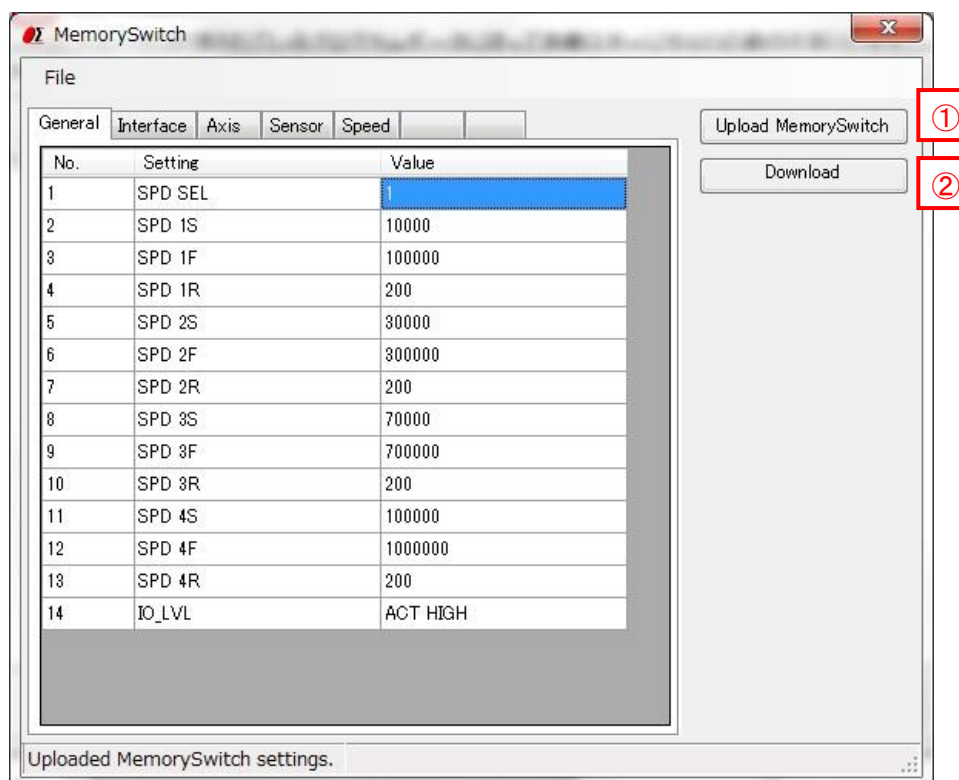 MemorySwitch
File
General Interface Axis Sensor Speed
Upload MemorySwitch ①
Download ②
No. Setting Value
1 SPD SEL 1
2 SPD 1S 10000
3 SPD 1F 100000
4 SPD 1R 200
5 SPD 2S 30000
6 SPD 2F 300000
7 SPD 2R 200
8 SPD 3S 70000
9 SPD 3F 700000
10 SPD 3R 200
11 SPD 4S 100000
12 SPD 4F 1000000
13 SPD 4R 200
14 IO_LVL ACT HIGH
Uploaded MemorySwitch settings.